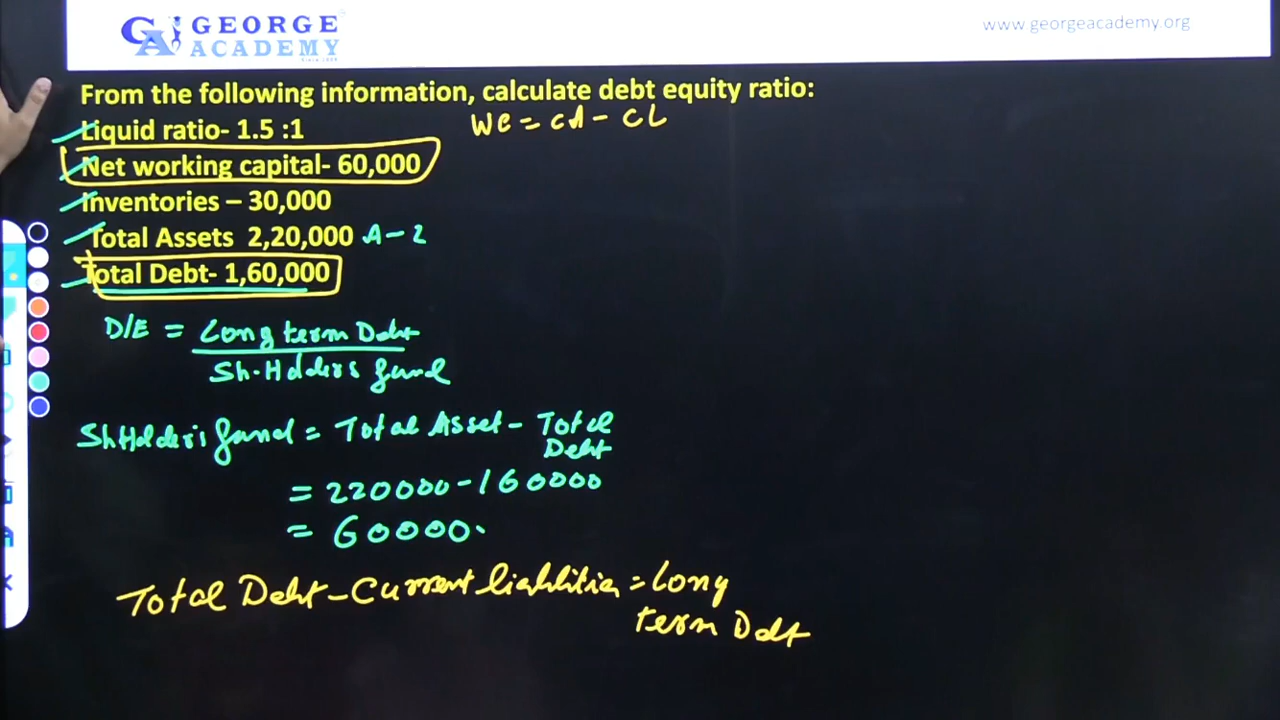 GEORGE
ACADEMY
www.georgeacademy.org
From the following information, calculate debt equity ratio:
Liquid ratio- 1.5 :1
WC = CA - CL
Net working capital- 60,000
Inventories – 30,000
Total Assets 2,20,000 A - L
Total Debt- 1,60,000
D/E = Long term Debt
Sh.Holders fund
ShHolder's fund = Total Asset - Total
Debt
= 220000 - 160000
= 60000.
Total Debt - Current liabilities = Long
term Debt